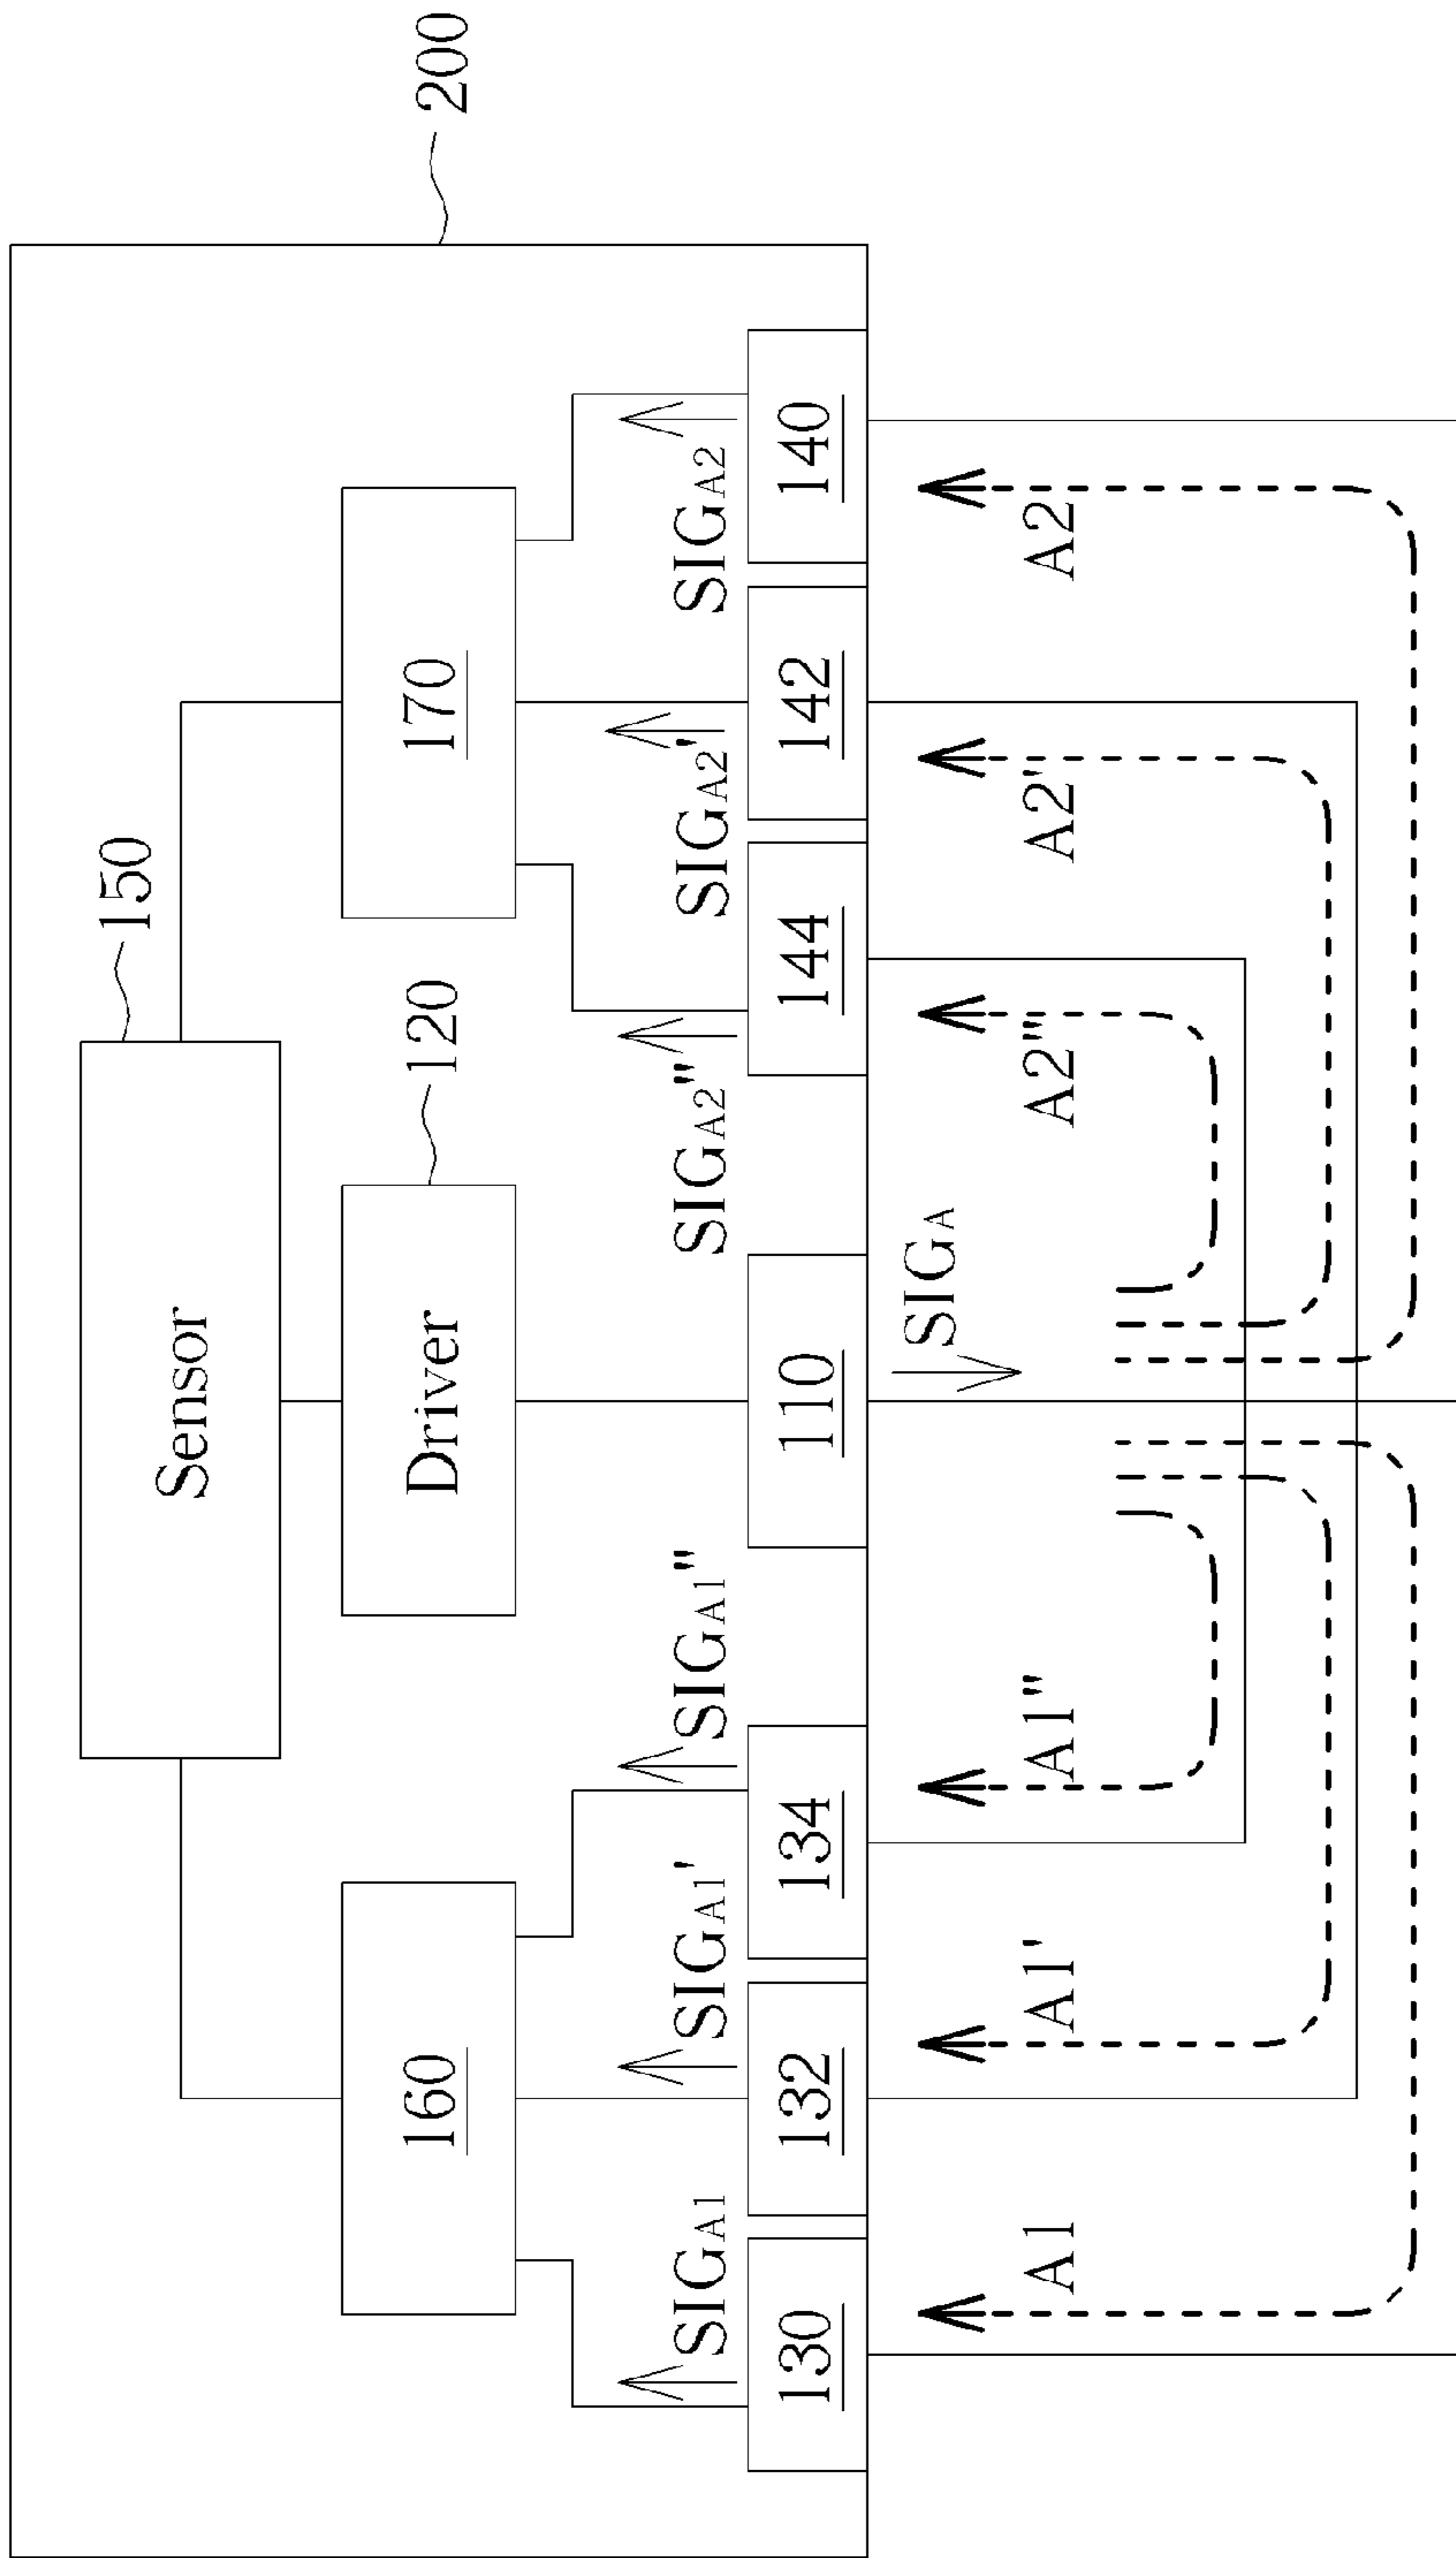 200
150
Sensor
120
160
Driver
170
SIGA1
SIGA1'
SIGA1"
SIGA2"
SIGA2'
SIGA2
130
132
134
110
144
142
140
SIGA
A1
A1'
A1"
A2"
A2'
A2